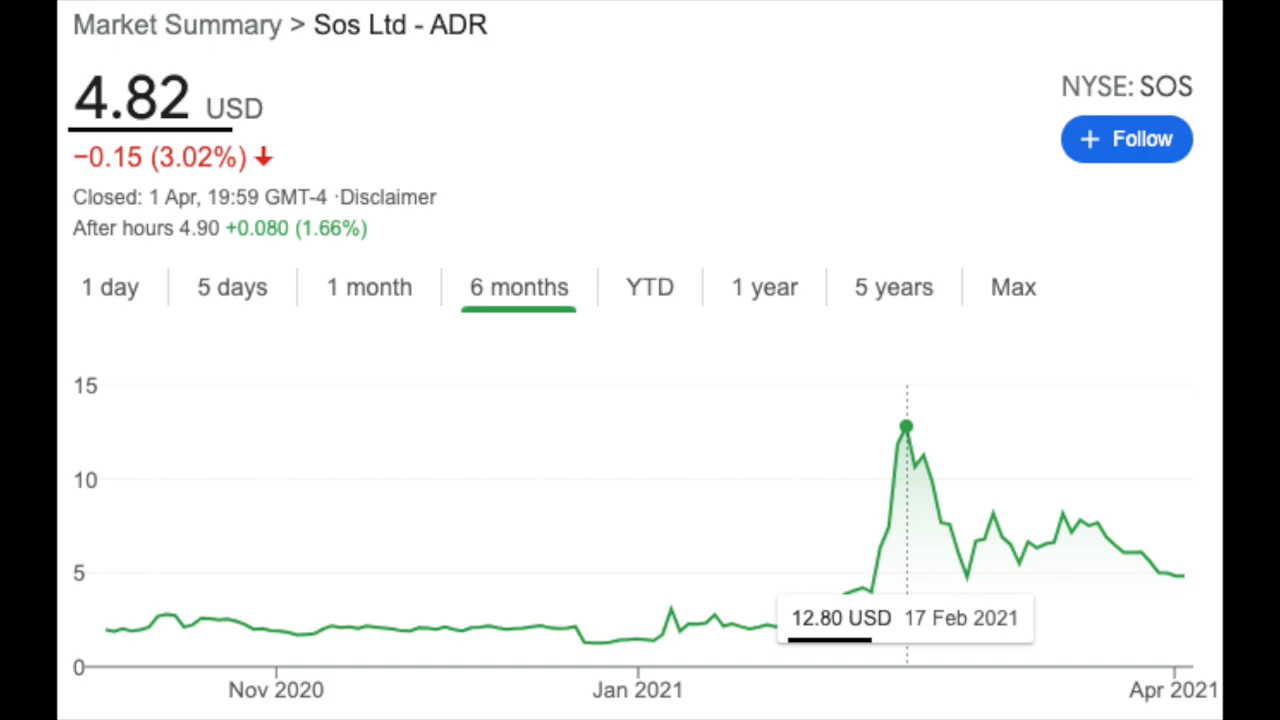 Market Summary > Sos Ltd - ADR
4.82 USD
NYSE: SOS
+ Follow
−0.15 (3.02%) ↓
Closed: 1 Apr, 19:59 GMT-4 ·Disclaimer
After hours 4.90 +0.080 (1.66%)
1 day 5 days 1 month 6 months YTD 1 year 5 years Max
15
10
5
12.80 USD 17 Feb 2021
0
Nov 2020 Jan 2021 Apr 2021